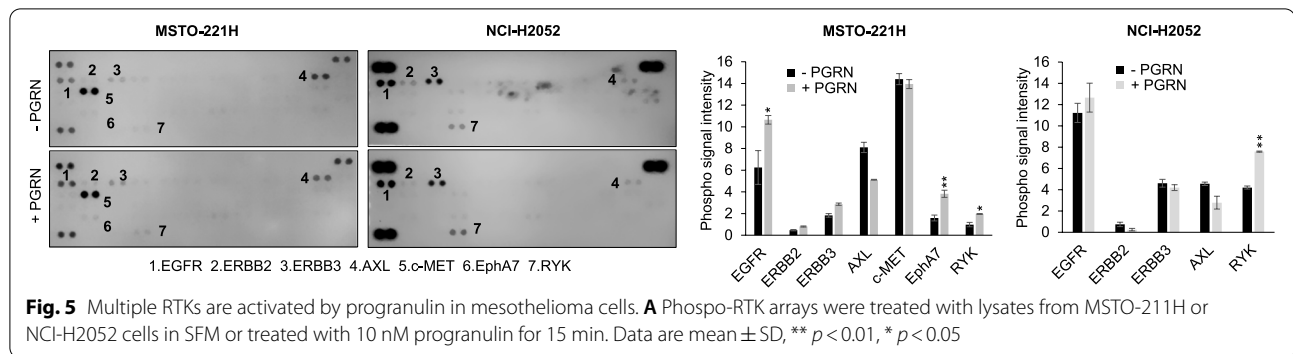 MSTO-221H
NCI-H2052
- PGRN
2 3
1
5
6
7
4
2 3
1
7
4
+ PGRN
1
2 3
5
6
7
4
2 3
1
7
4
1.EGFR 2.ERBB2 3.ERBB3 4.AXL 5.c-MET 6.EphA7 7.RYK
MSTO-221H
Phospho signal intensity
16
14
12
10
8
6
4
2
0
- PGRN
+ PGRN
*
**
*
EGFR
ERBB2
ERBB3
AXL
c-MET
EphA7
RYK
NCI-H2052
Phospho signal intensity
16
14
12
10
8
6
4
2
0
- PGRN
+ PGRN
**
EGFR
ERBB2
ERBB3
AXL
RYK
Fig. 5 Multiple RTKs are activated by progranulin in mesothelioma cells. A Phospo-RTK arrays were treated with lysates from MSTO-211H or
NCI-H2052 cells in SFM or treated with 10 nM progranulin for 15 min. Data are mean ± SD, ** p < 0.01, * p < 0.05